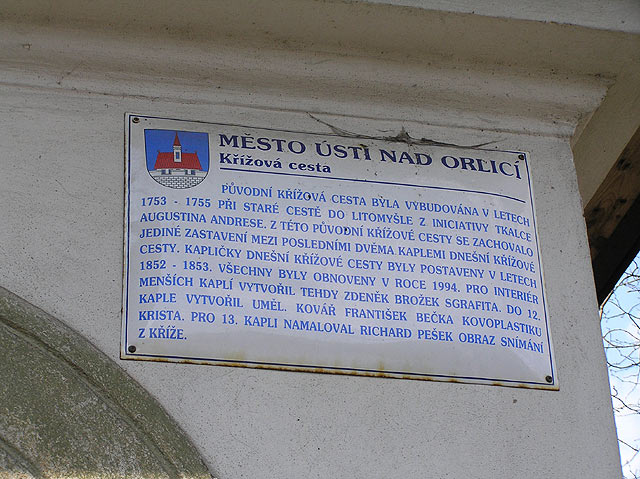 MĚSTO ÚSTÍ NAD ORLICÍ
Křížová cesta
PŮVODNÍ KŘÍŽOVÁ CESTA BYLA VYBUDOVÁNA V LETECH
1753 - 1755 PŘI STARÉ CESTĚ DO LITOMYŠLE Z INICIATIVY TKALCE
AUGUSTINA ANDRESE. Z TÉTO PŮVODNÍ KŘÍŽOVÉ CESTY SE ZACHOVALO
JEDINÉ ZASTAVENÍ MEZI POSLEDNÍMI DVĚMA KAPLEMI DNEŠNÍ KŘÍŽOVÉ
CESTY. KAPLIČKY DNEŠNÍ KŘÍŽOVÉ CESTY BYLY POSTAVENY V LETECH
1852 - 1853. VŠECHNY BYLY OBNOVENY V ROCE 1994. PRO INTERIÉR
MENŠÍCH KAPLÍ VYTVOŘIL TEHDY ZDENĚK BROŽEK SGRAFITA. DO 12.
KAPLE VYTVOŘIL UMĚL. KOVÁŘ FRANTIŠEK BEČKA KOVOPLASTIKU
KRISTA. PRO 13. KAPLI NAMALOVAL RICHARD PEŠEK OBRAZ SNÍMÁNÍ
Z KŘÍŽE.